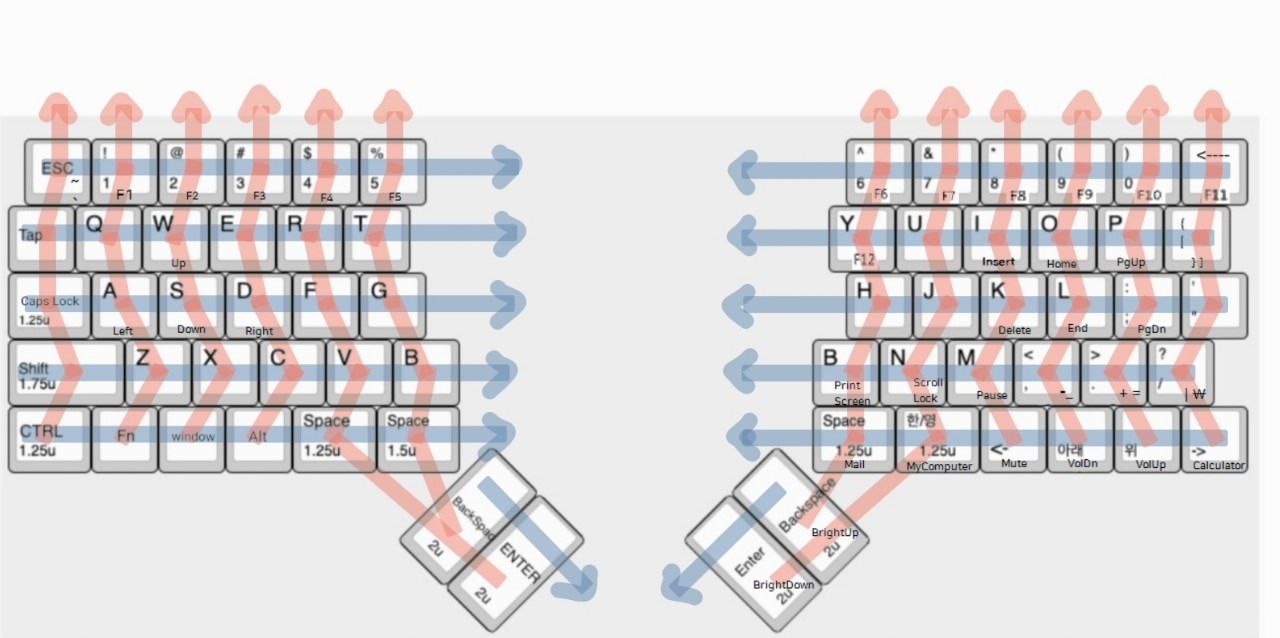 ESC ~ `
! 1 F1
@ 2 F2
# 3 F3
$ 4 F4
% 5 F5
^ 6 F6
& 7 F7
* 8 F8
( 9 F9
) 0 F10
<---- F11
Tap
Q
W Up
E
R
T
Y F12
U
I Insert
O Home
P PgUp
{ [ } ]
Caps Lock 1.25u
A Left
S Down
D Right
F
G
H
J
K Delete
L End
: ; PgDn
' "
Shift 1.75u
Z
X
C
V
B
B Print Screen
N Scroll Lock
M Pause
< , -_
> . + =
? / | ₩
CTRL 1.25u
Fn
window
Alt
Space 1.25u
Space 1.5u
Space 1.25u Mail
한/영 1.25u MyComputer
<- Mute
아래 VolDn
위 VolUp
-> Calculator
BackSpac 2u
ENTER 2u
Enter BrightDown 2u
Backspace BrightUp 2u